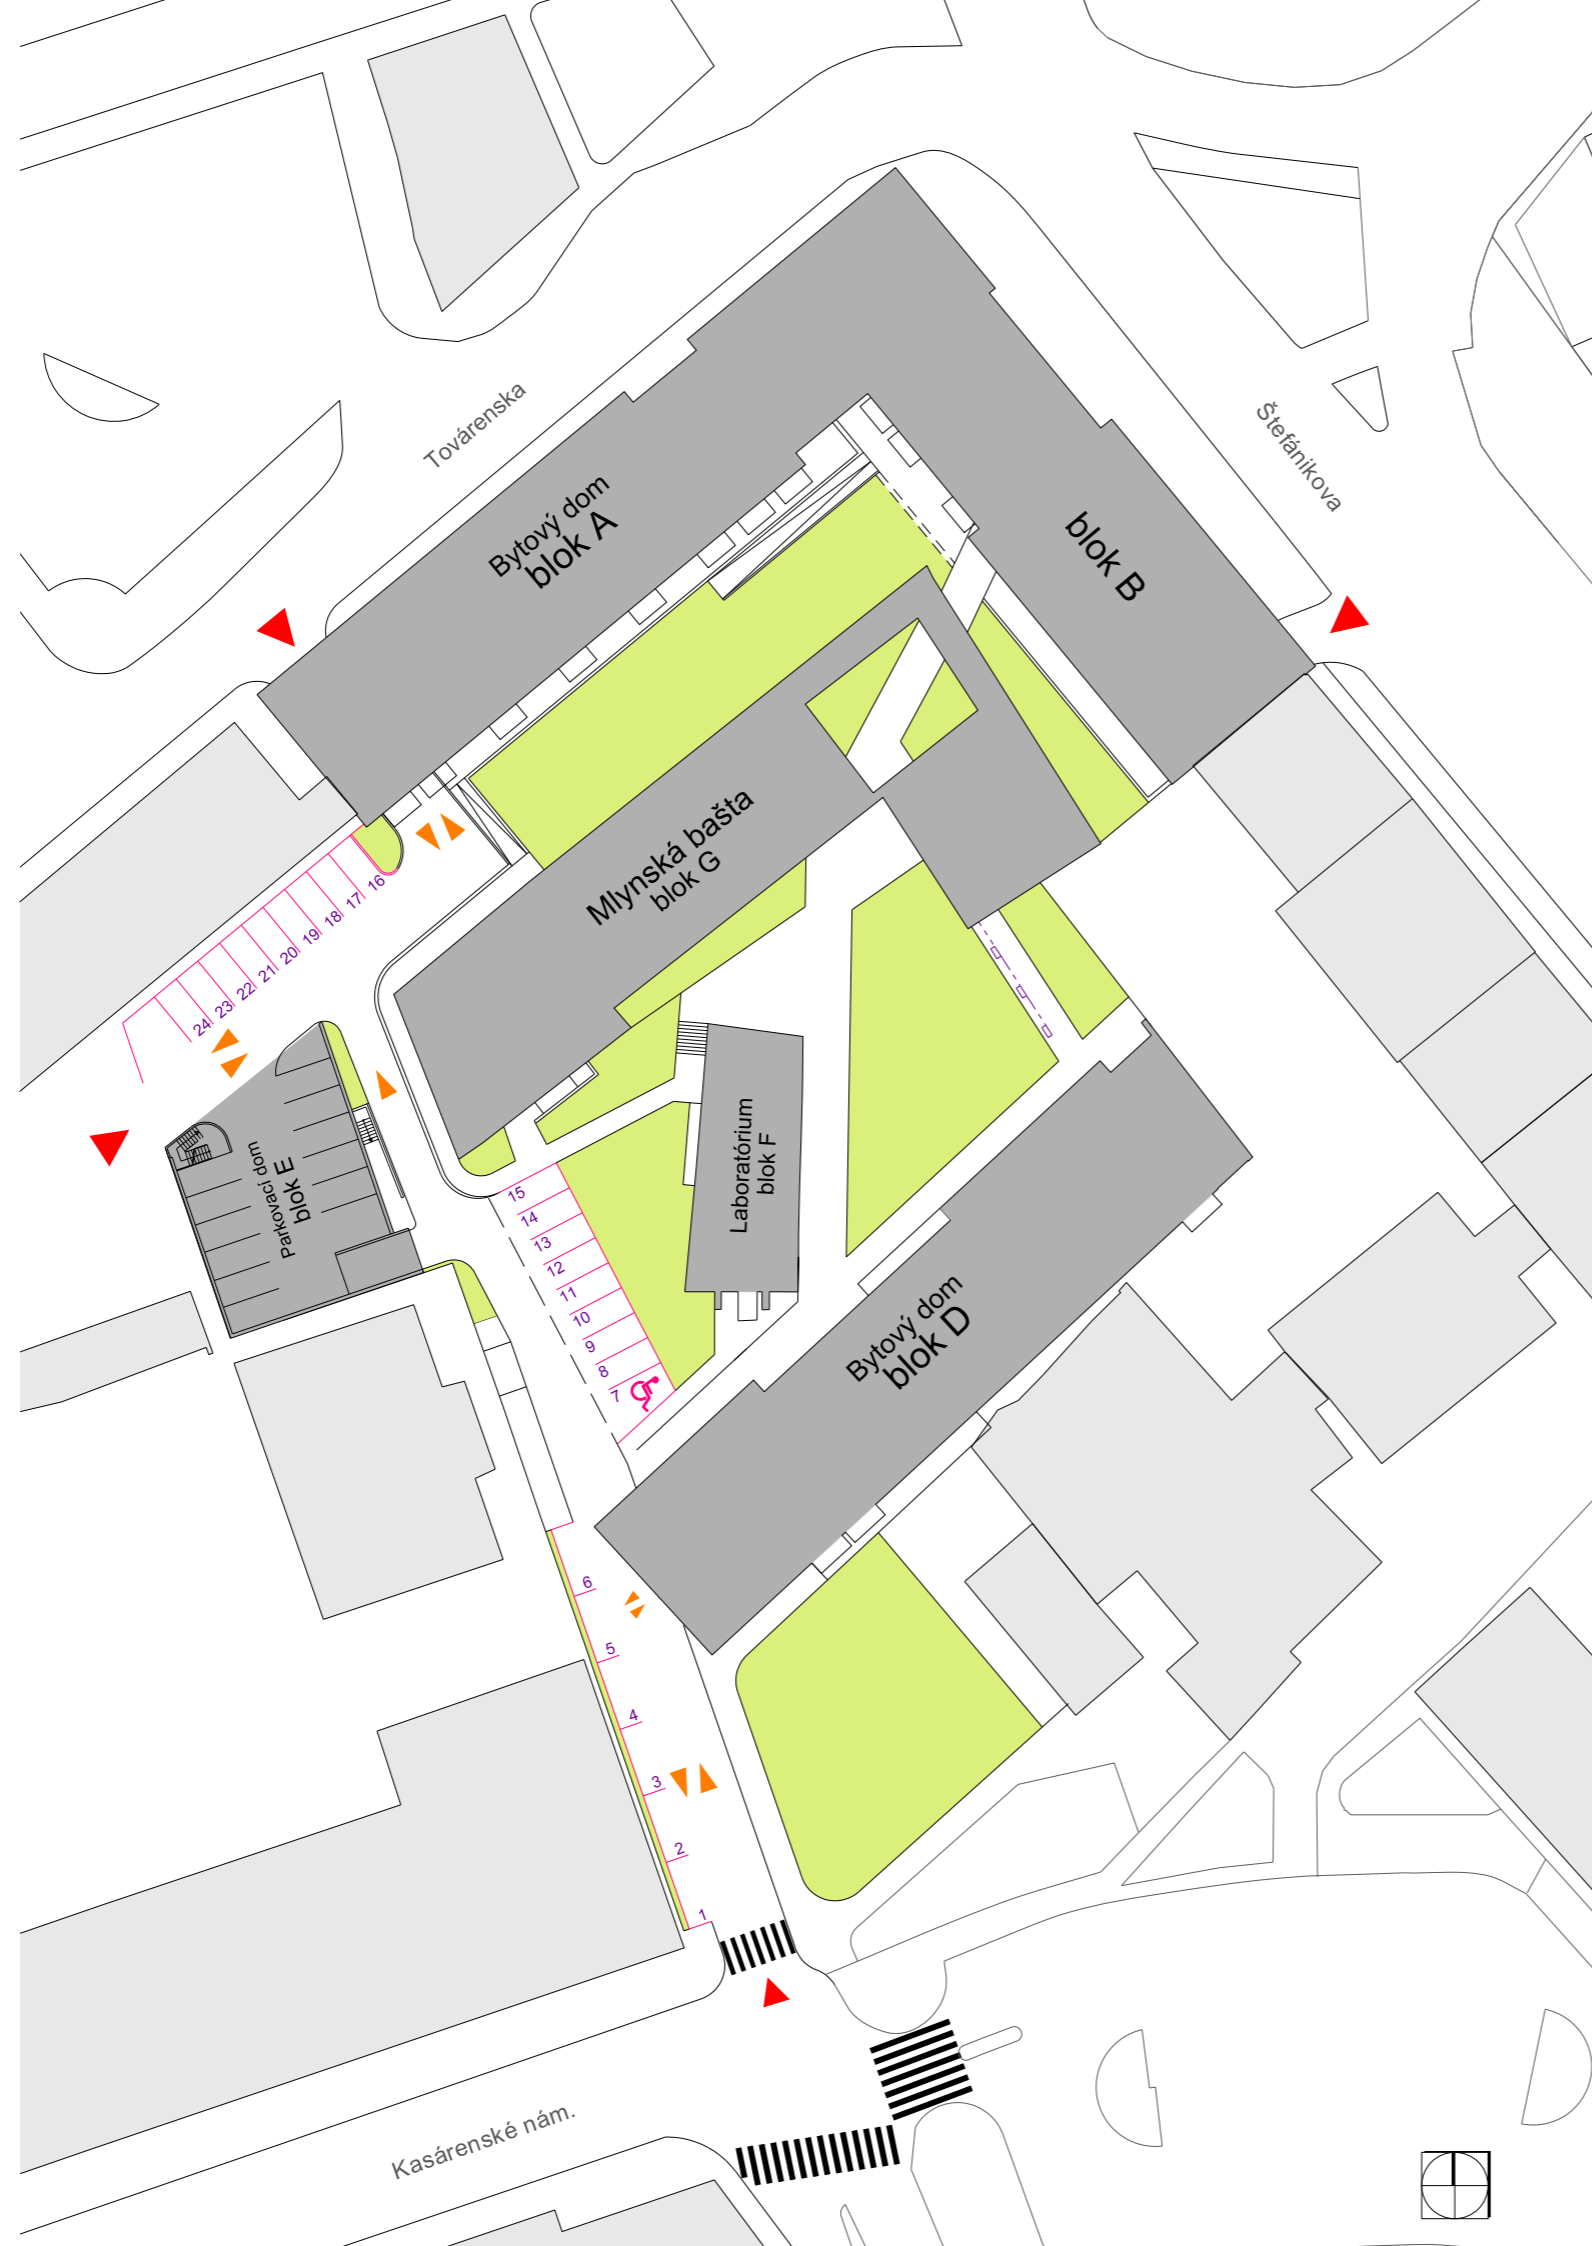 Továrenska
Štefánikova
Bytový dom
blok A
blok B
Mlynská bašta
blok G
16
17
18
19
20
21
22
23
24
Parkovací dom
blok E
Laboratórium
blok F
15
14
13
12
11
10
9
8
7
Bytový dom
blok D
6
5
4
3
2
1
Kasárenské nám.